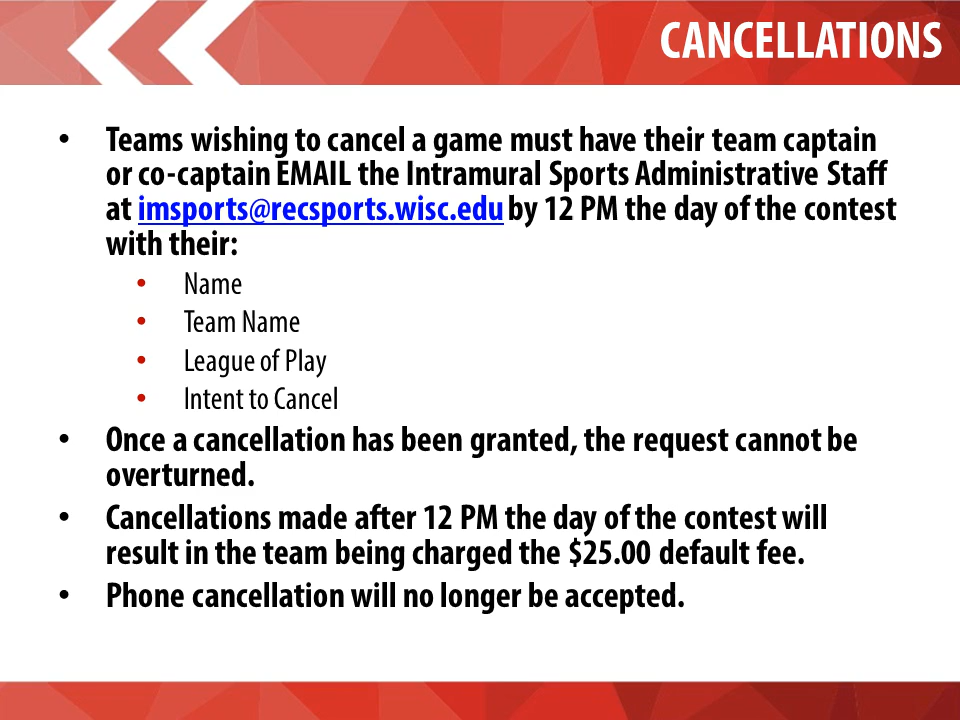 CANCELLATIONS
• Teams wishing to cancel a game must have their team captain
or co-captain EMAIL the Intramural Sports Administrative Staff
at imsports@recsports.wisc.edu by 12 PM the day of the contest
with their:
• Name
• Team Name
• League of Play
• Intent to Cancel
• Once a cancellation has been granted, the request cannot be
overturned.
• Cancellations made after 12 PM the day of the contest will
result in the team being charged the $25.00 default fee.
• Phone cancellation will no longer be accepted.